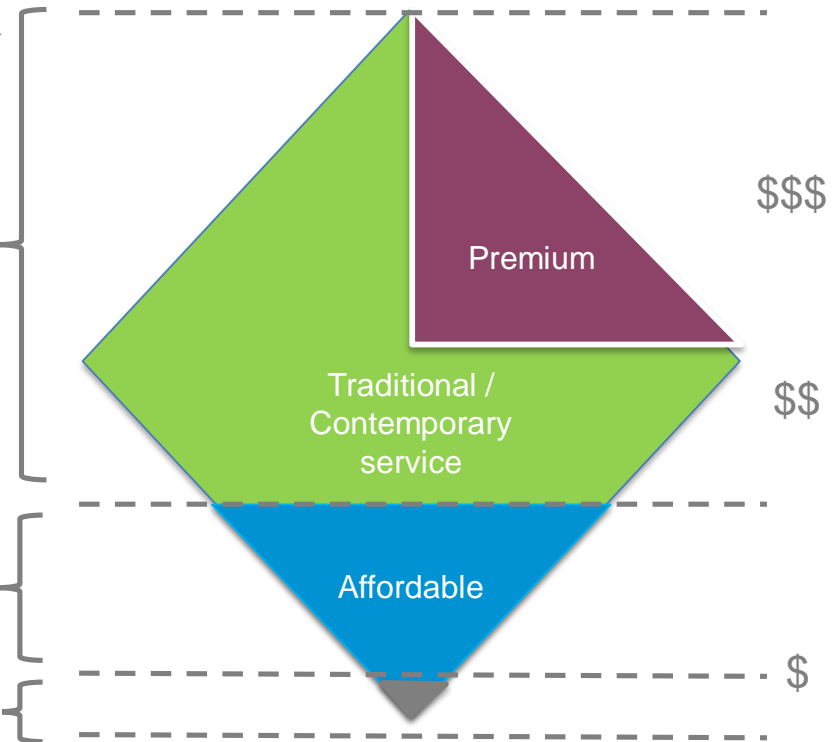 $$$
Premium
Traditional /
Contemporary
service
$$
Affordable
$